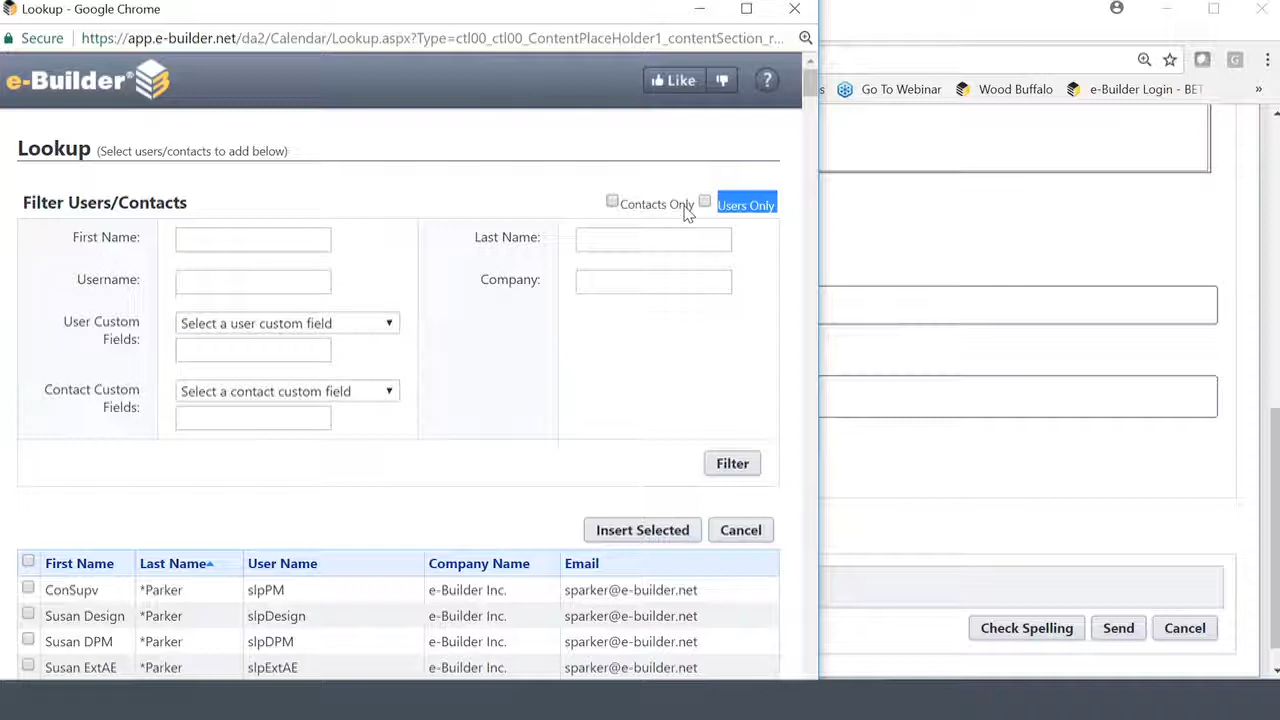 Lookup - Google Chrome
Secure https://app.e-builder.net/da2/Calendar/Lookup.aspx?Type=ctl00_ctl00_ContentPlaceHolder1_contentSection_r...
e-Builder®
Like
?
s Go To Webinar Wood Buffalo e-Builder Login - BET »
Lookup (Select users/contacts to add below)
Filter Users/Contacts Contacts Only Users Only
First Name: Last Name:
Username: Company:
User Custom Fields: Select a user custom field
Contact Custom Fields: Select a contact custom field
Filter
Insert Selected Cancel
First Name Last Name User Name Company Name Email
ConSupv *Parker slpPM e-Builder Inc. sparker@e-builder.net
Susan Design *Parker slpDesign e-Builder Inc. sparker@e-builder.net
Susan DPM *Parker slpDPM e-Builder Inc. sparker@e-builder.net
Susan ExtAE *Parker slpExtAE e-Builder Inc. sparker@e-builder.net
Check Spelling Send Cancel